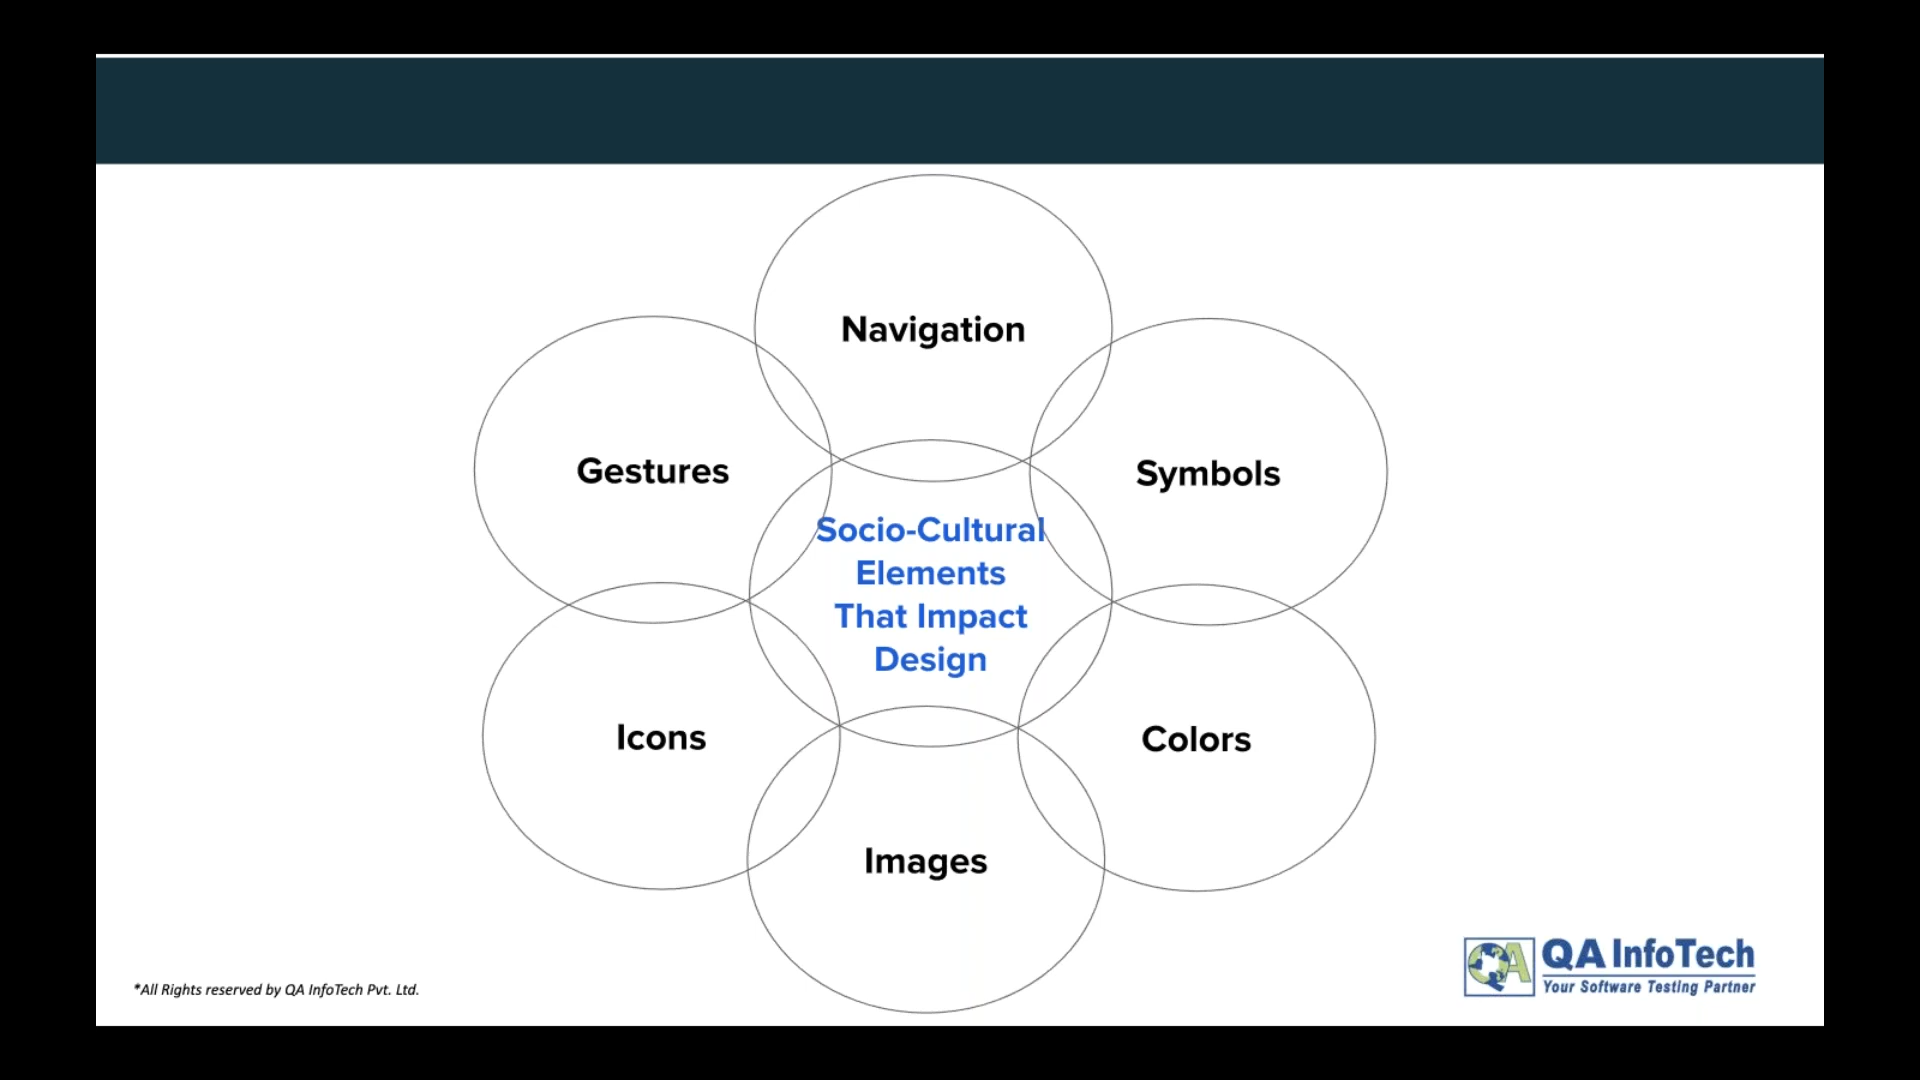 Navigation
Gestures
Symbols
Socio-Cultural
Elements
That Impact
Design
Icons
Colors
Images
*All Rights reserved by QA InfoTech Pvt. Ltd.
QA
QA InfoTech
Your Software Testing Partner